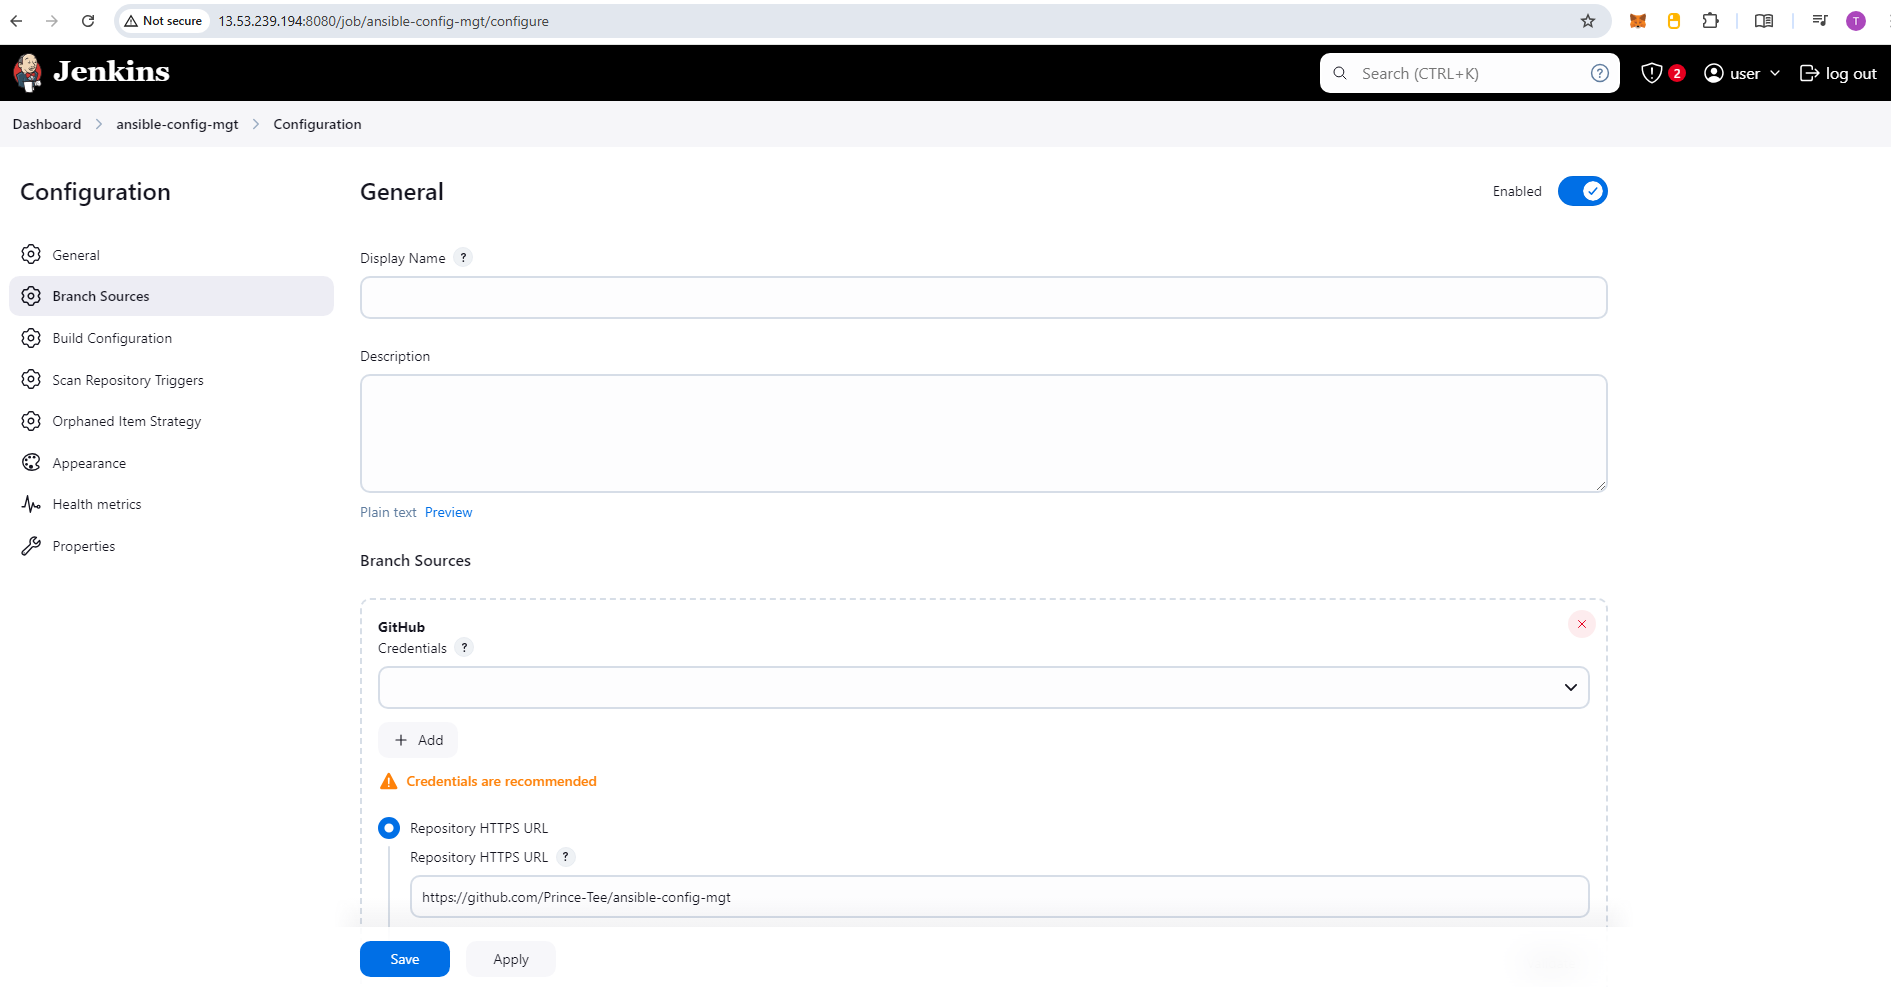 Not secure 13.53.239.194:8080/job/ansible-config-mgt/configure T
Jenkins Search (CTRL+K) ? 2 user log out
Dashboard ansible-config-mgt Configuration
Configuration
General
Branch Sources
Build Configuration
Scan Repository Triggers
Orphaned Item Strategy
Appearance
Health metrics
Properties
General Enabled
Display Name ?
Description
Plain text Preview
Branch Sources
GitHub
Credentials ?
+ Add
Credentials are recommended
Repository HTTPS URL
Repository HTTPS URL ?
https://github.com/Prince-Tee/ansible-config-mgt
Save Apply